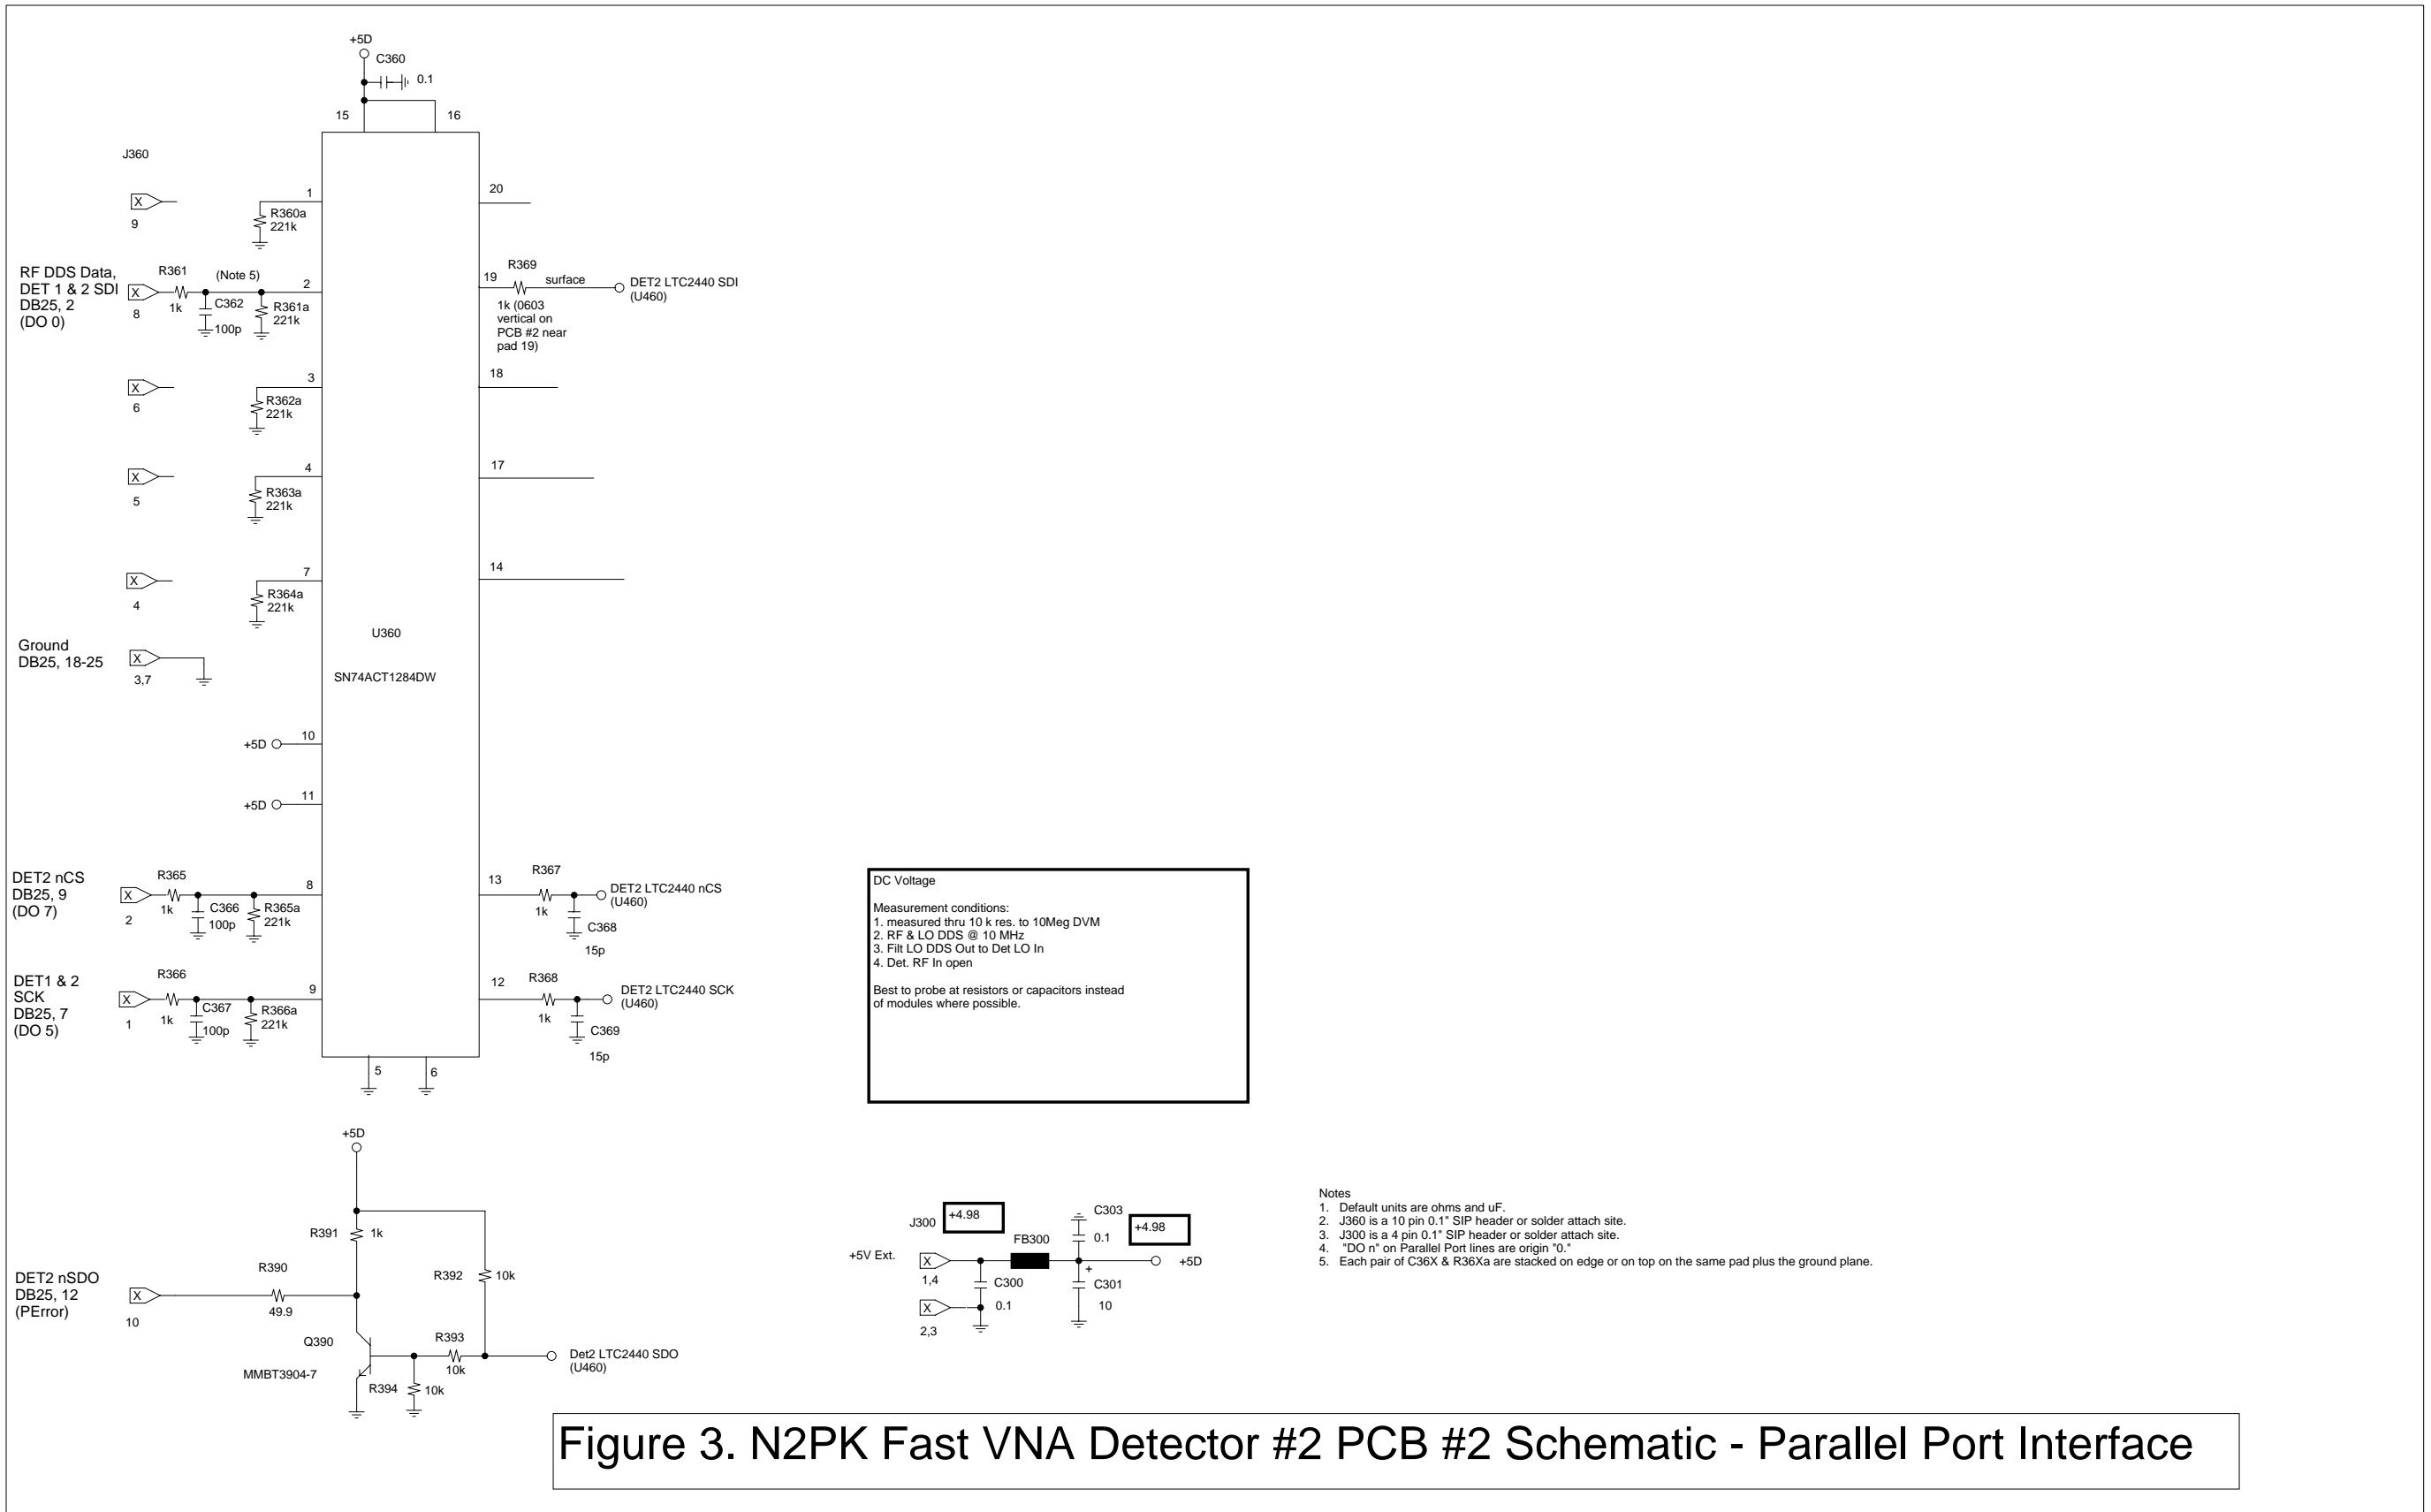 +5D
C360
0.1
15
16
J360
X
9
1
R360a
221k
20
RF DDS Data,
DET 1 & 2 SDI
DB25, 2
(DO 0)
X
8
R361
1k
(Note 5)
C362
100p
R361a
221k
2
19
R369
surface
1k (0603
vertical on
PCB #2 near
pad 19)
DET2 LTC2440 SDI
(U460)
X
6
3
R362a
221k
18
X
5
4
R363a
221k
17
X
4
7
R364a
221k
14
U360
SN74ACT1284DW
Ground
DB25, 18-25
X
3,7
+5D
10
+5D
11
DET2 nCS
DB25, 9
(DO 7)
X
2
R365
1k
C366
100p
R365a
221k
8
13
R367
1k
C368
15p
DET2 LTC2440 nCS
(U460)
DET1 & 2
SCK
DB25, 7
(DO 5)
X
1
R366
1k
C367
100p
R366a
221k
9
12
R368
1k
C369
15p
DET2 LTC2440 SCK
(U460)
5
6
DC Voltage
Measurement conditions:
1. measured thru 10 k res. to 10Meg DVM
2. RF & LO DDS @ 10 MHz
3. Filt LO DDS Out to Det LO In
4. Det. RF In open
Best to probe at resistors or capacitors instead
of modules where possible.
+5D
R391
1k
R392
10k
DET2 nSDO
DB25, 12
(PError)
X
10
R390
49.9
Q390
MMBT3904-7
R393
10k
R394
10k
Det2 LTC2440 SDO
(U460)
J300
+4.98
C303
0.1
+4.98
+5V Ext.
X
1,4
FB300
+5D
C300
0.1
+
C301
10
X
2,3
Notes
1. Default units are ohms and uF.
2. J360 is a 10 pin 0.1" SIP header or solder attach site.
3. J300 is a 4 pin 0.1" SIP header or solder attach site.
4. "DO n" on Parallel Port lines are origin "0."
5. Each pair of C36X & R36Xa are stacked on edge or on top on the same pad plus the ground plane.
Figure 3. N2PK Fast VNA Detector #2 PCB #2 Schematic - Parallel Port Interface